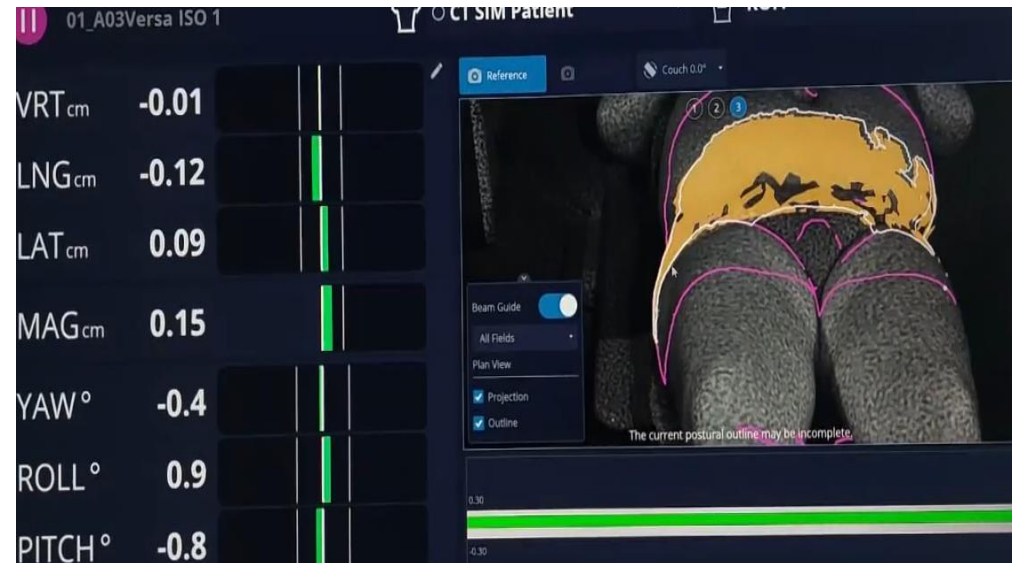 01_A03Versa ISO 1
CT SIM Patient
Reference
Couch 0.0°
1 2 3
VRT cm -0.01
LNG cm -0.12
LAT cm 0.09
MAG cm 0.15
YAW ° -0.4
ROLL ° 0.9
PITCH ° -0.8
Beam Guide
All Fields
Plan View
Projection
Outline
The current postural outline may be incomplete.
0.30
-0.30